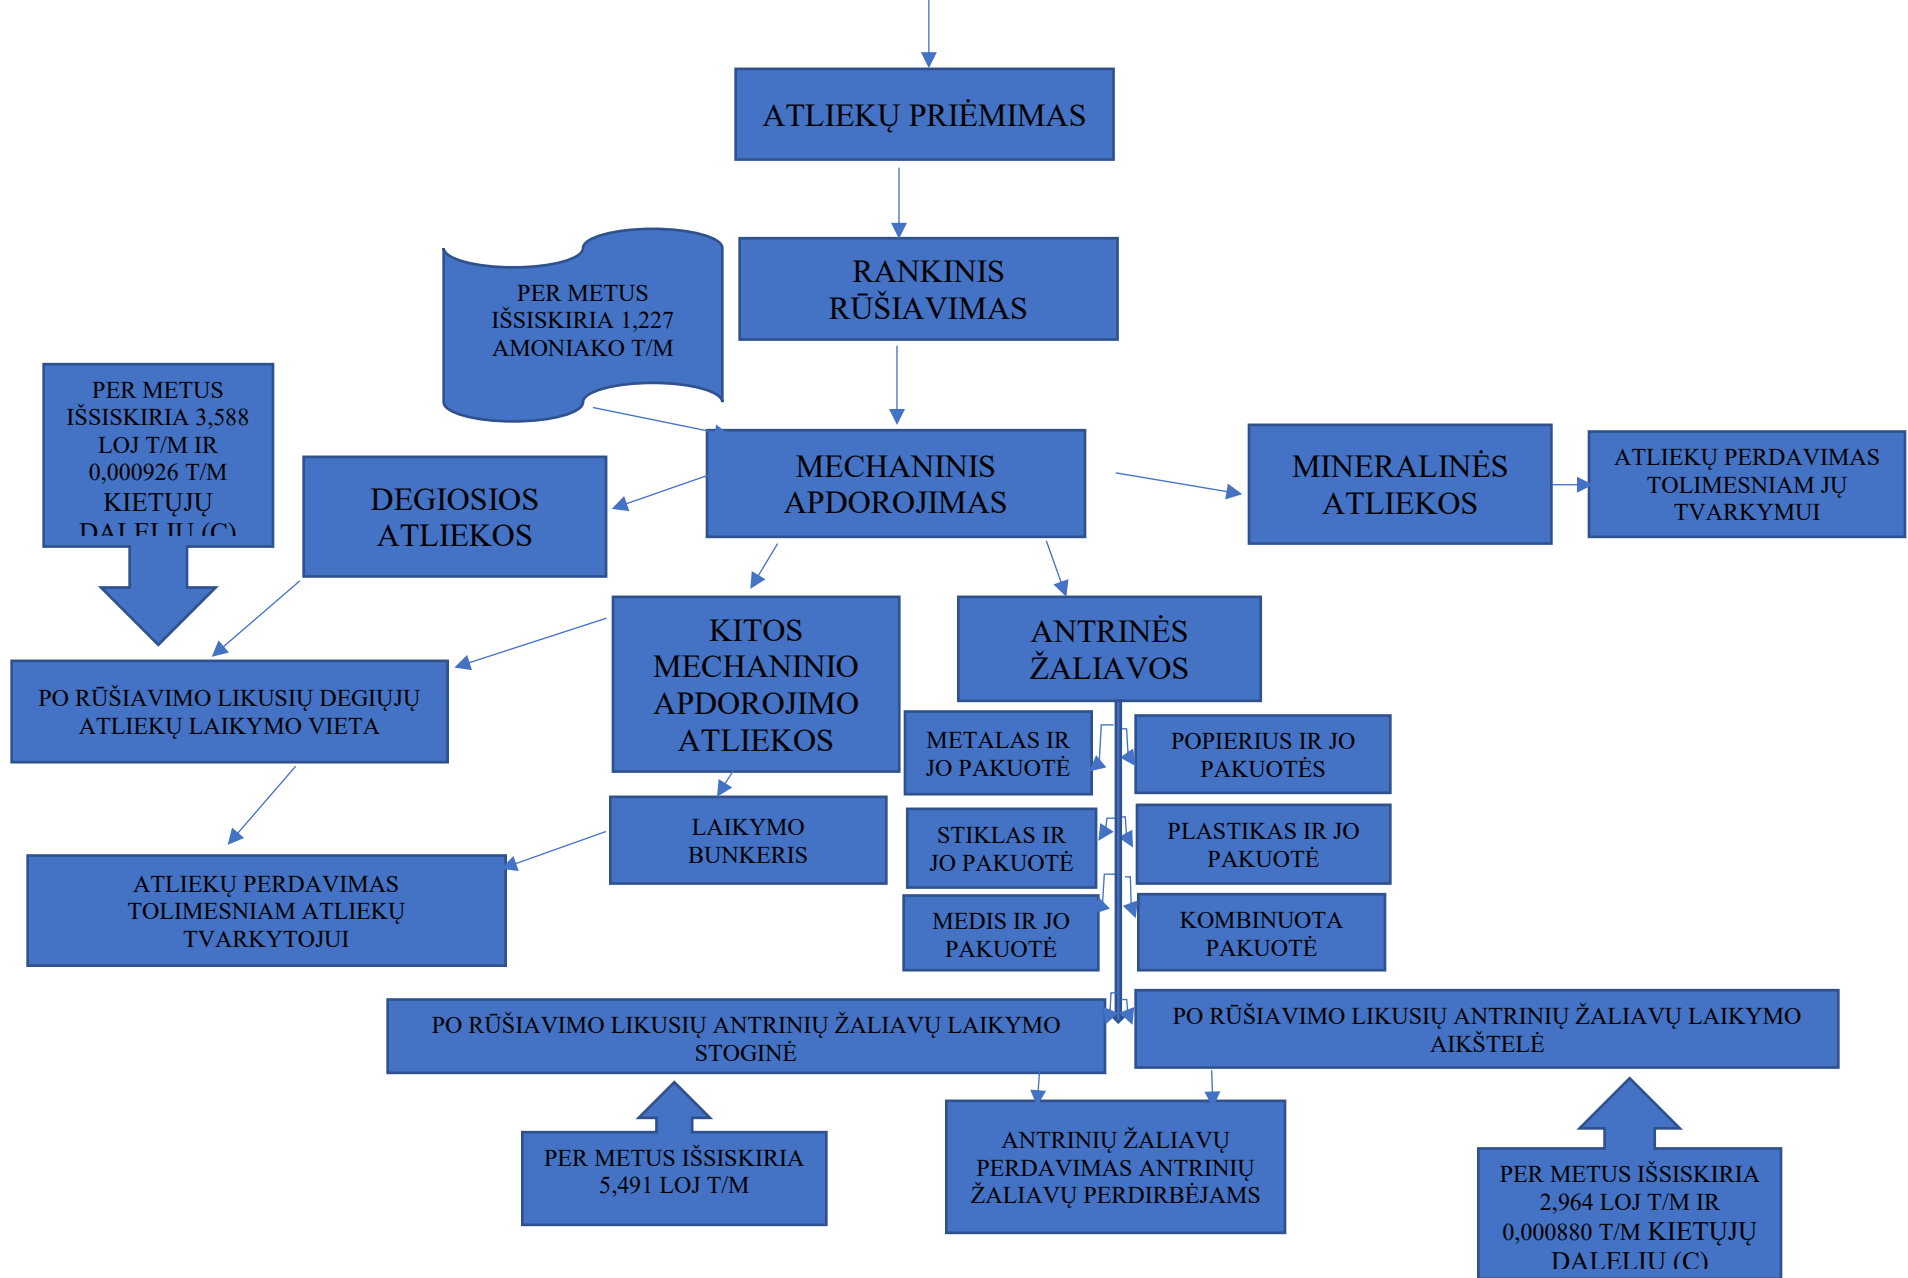 ATLIEKŲ PRIĖMIMAS
RANKINIS
RŪŠIAVIMAS
PER METUS
IŠSISKIRIA 1,227
AMONIAKO T/M
PER METUS
IŠSISKIRIA 3,588
LOJ T/M IR
0,000926 T/M
KIETŲJŲ
DALELIU (C)
DEGIOSIOS
ATLIEKOS
MECHANINIS
APDOROJIMAS
MINERALINĖS
ATLIEKOS
ATLIEKŲ PERDAVIMAS
TOLIMESNIAM JŲ
TVARKYMUI
KITOS
MECHANINIO
APDOROJIMO
ATLIEKOS
ANTRINĖS
ŽALIAVOS
PO RŪŠIAVIMO LIKUSIŲ DEGIŲJŲ
ATLIEKŲ LAIKYMO VIETA
METALAS IR
JO PAKUOTĖ
POPIERIUS IR JO
PAKUOTĖS
LAIKYMO
BUNKERIS
STIKLAS IR
JO PAKUOTĖ
PLASTIKAS IR JO
PAKUOTĖ
ATLIEKŲ PERDAVIMAS
TOLIMESNIAM ATLIEKŲ
TVARKYTOJUI
MEDIS IR JO
PAKUOTĖ
KOMBINUOTA
PAKUOTĖ
PO RŪŠIAVIMO LIKUSIŲ ANTRINIŲ ŽALIAVŲ LAIKYMO
STOGINĖ
PO RŪŠIAVIMO LIKUSIŲ ANTRINIŲ ŽALIAVŲ LAIKYMO
AIKŠTELĖ
PER METUS IŠSISKIRIA
5,491 LOJ T/M
ANTRINIŲ ŽALIAVŲ
PERDAVIMAS ANTRINIŲ
ŽALIAVŲ PERDIRBĖJAMS
PER METUS IŠSISKIRIA
2,964 LOJ T/M IR
0,000880 T/M KIETŲJŲ
DALELIU (C)